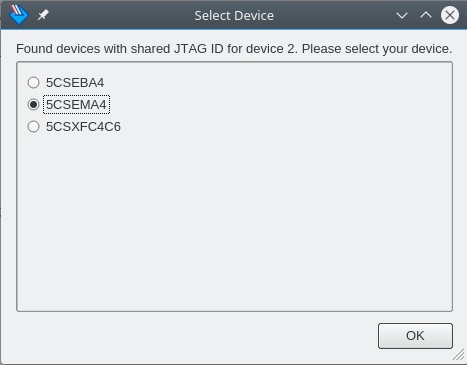 Select Device
Found devices with shared JTAG ID for device 2. Please select your device.
5CSEBA4
5CSEMA4
5CSXFC4C6
OK